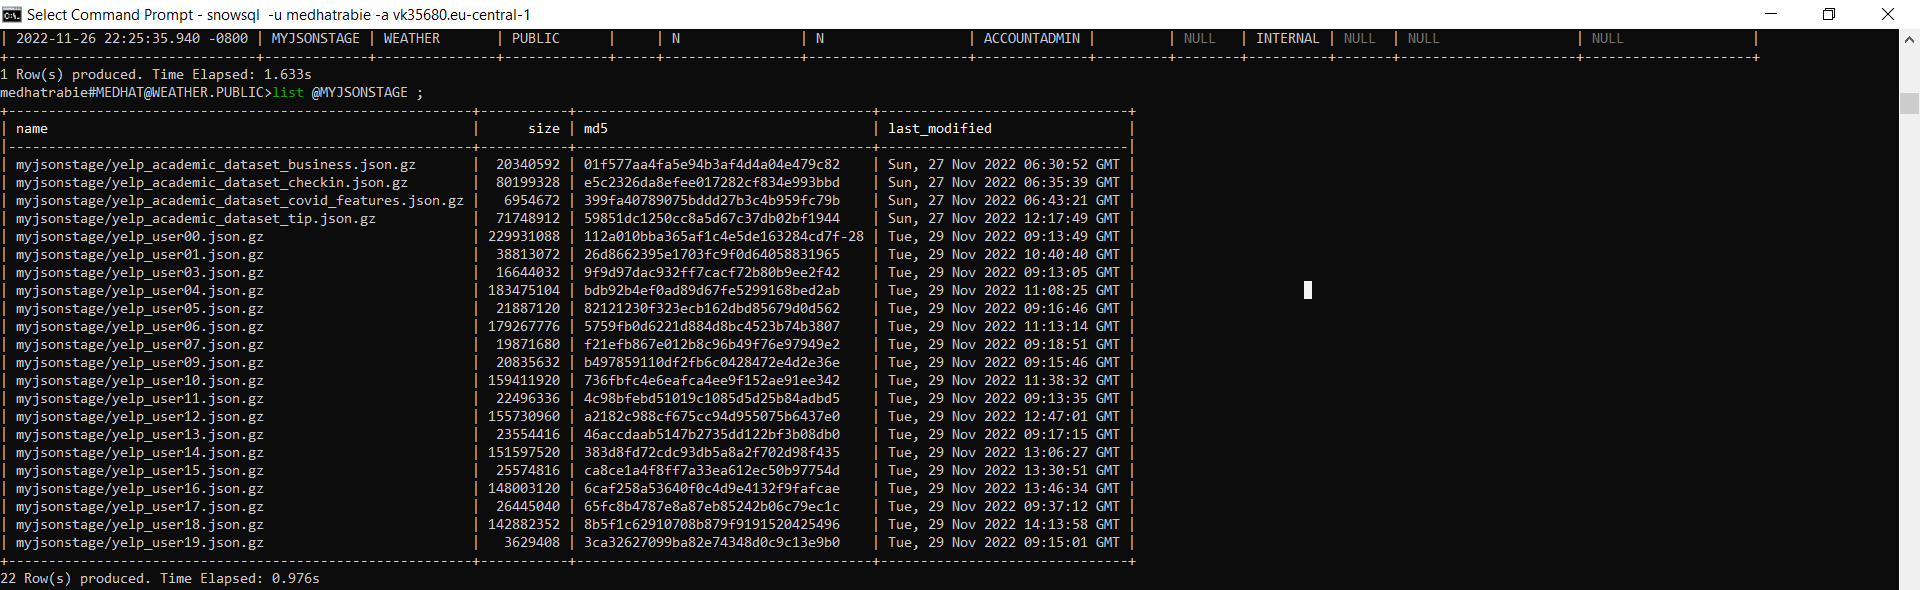 Select Command Prompt - snowsql  -u medhatrabie -a vk35680.eu-central-1
| 2022-11-26 22:25:35.940 -0800 | MYJSONSTAGE | WEATHER | PUBLIC | | N | N | ACCOUNTADMIN | | NULL | INTERNAL | NULL | NULL | NULL |
1 Row(s) produced. Time Elapsed: 1.633s
medhatrabie#MEDHAT@WEATHER.PUBLIC>list @MYJSONSTAGE ;
| name | size | md5 | last_modified |
| myjsonstage/yelp_academic_dataset_business.json.gz | 20340592 | 01f577aa4fa5e94b3af4d4a04e479c82 | Sun, 27 Nov 2022 06:30:52 GMT |
| myjsonstage/yelp_academic_dataset_checkin.json.gz | 80199328 | e5c2326da8efee017282cf834e993bbd | Sun, 27 Nov 2022 06:35:39 GMT |
| myjsonstage/yelp_academic_dataset_covid_features.json.gz | 6954672 | 399fa40789075bddd27b3c4b959fc79b | Sun, 27 Nov 2022 06:43:21 GMT |
| myjsonstage/yelp_academic_dataset_tip.json.gz | 71748912 | 59851dc1250cc8a5d67c37db02bf1944 | Sun, 27 Nov 2022 12:17:49 GMT |
| myjsonstage/yelp_user00.json.gz | 229931088 | 112a010bba365af1c4e5de163284cd7f-28 | Tue, 29 Nov 2022 09:13:49 GMT |
| myjsonstage/yelp_user01.json.gz | 38813072 | 26d8662395e1703fc9f0d64058831965 | Tue, 29 Nov 2022 10:40:40 GMT |
| myjsonstage/yelp_user03.json.gz | 16644032 | 9f9d97dac932ff7cacf72b80b9ee2f42 | Tue, 29 Nov 2022 09:13:05 GMT |
| myjsonstage/yelp_user04.json.gz | 183475104 | bdb92b4ef0ad89d67fe5299168bed2ab | Tue, 29 Nov 2022 11:08:25 GMT |
| myjsonstage/yelp_user05.json.gz | 21887120 | 82121230f323ecb162dbd85679d0d562 | Tue, 29 Nov 2022 09:16:46 GMT |
| myjsonstage/yelp_user06.json.gz | 179267776 | 5759fb0d6221d884d8bc4523b74b3807 | Tue, 29 Nov 2022 11:13:14 GMT |
| myjsonstage/yelp_user07.json.gz | 19871680 | f21efb867e012b8c96b49f76e97949e2 | Tue, 29 Nov 2022 09:18:51 GMT |
| myjsonstage/yelp_user09.json.gz | 20835632 | b497859110df2fb6c0428472e4d2e36e | Tue, 29 Nov 2022 09:15:46 GMT |
| myjsonstage/yelp_user10.json.gz | 159411920 | 736fbfc4e6eafca4ee9f152ae91ee342 | Tue, 29 Nov 2022 11:38:32 GMT |
| myjsonstage/yelp_user11.json.gz | 22496336 | 4c98bfebd51019c1085d5d25b84adbd5 | Tue, 29 Nov 2022 09:13:35 GMT |
| myjsonstage/yelp_user12.json.gz | 155730960 | a2182c988cf675cc94d955075b6437e0 | Tue, 29 Nov 2022 12:47:01 GMT |
| myjsonstage/yelp_user13.json.gz | 23554416 | 46accdaab5147b2735dd122bf3b08db0 | Tue, 29 Nov 2022 09:17:15 GMT |
| myjsonstage/yelp_user14.json.gz | 151597520 | 383d8fd72cdc93db5a8a2f702d98f435 | Tue, 29 Nov 2022 13:06:27 GMT |
| myjsonstage/yelp_user15.json.gz | 25574816 | ca8ce1a4f8ff7a33ea612ec50b97754d | Tue, 29 Nov 2022 13:30:51 GMT |
| myjsonstage/yelp_user16.json.gz | 148003120 | 6caf258a53640f0c4d9e4132f9fafcae | Tue, 29 Nov 2022 13:46:34 GMT |
| myjsonstage/yelp_user17.json.gz | 26445040 | 65fc8b4787e8a87eb85242b06c79ec1c | Tue, 29 Nov 2022 09:37:12 GMT |
| myjsonstage/yelp_user18.json.gz | 142882352 | 8b5f1c62910708b879f9191520425496 | Tue, 29 Nov 2022 14:13:58 GMT |
| myjsonstage/yelp_user19.json.gz | 3629408 | 3ca32627099ba82e74348d0c9c13e9b0 | Tue, 29 Nov 2022 09:15:01 GMT |
22 Row(s) produced. Time Elapsed: 0.976s